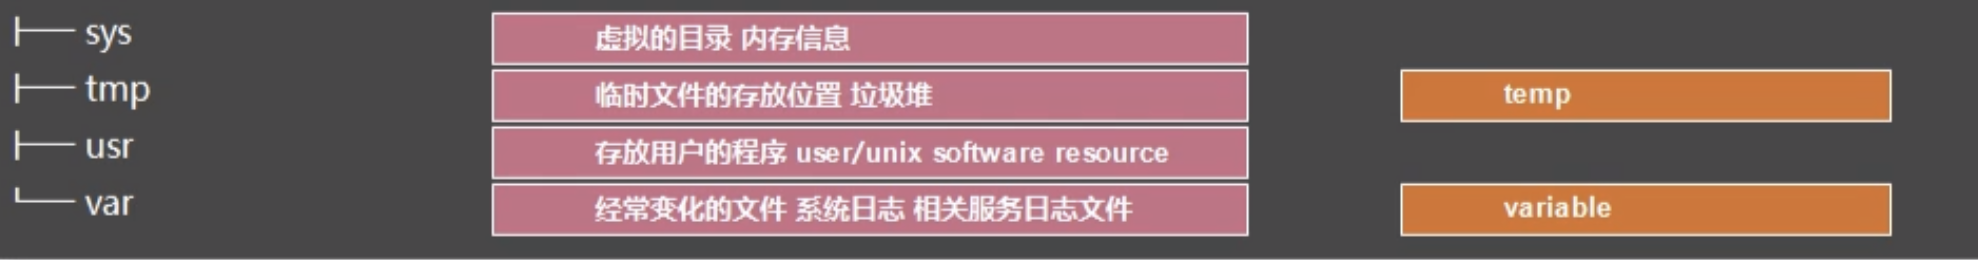 ├── sys 虚拟的目录 内存信息
├── tmp 临时文件的存放位置 垃圾堆 temp
├── usr 存放用户的程序 user/unix software resource
└── var 经常变化的文件 系统日志 相关服务日志文件 variable